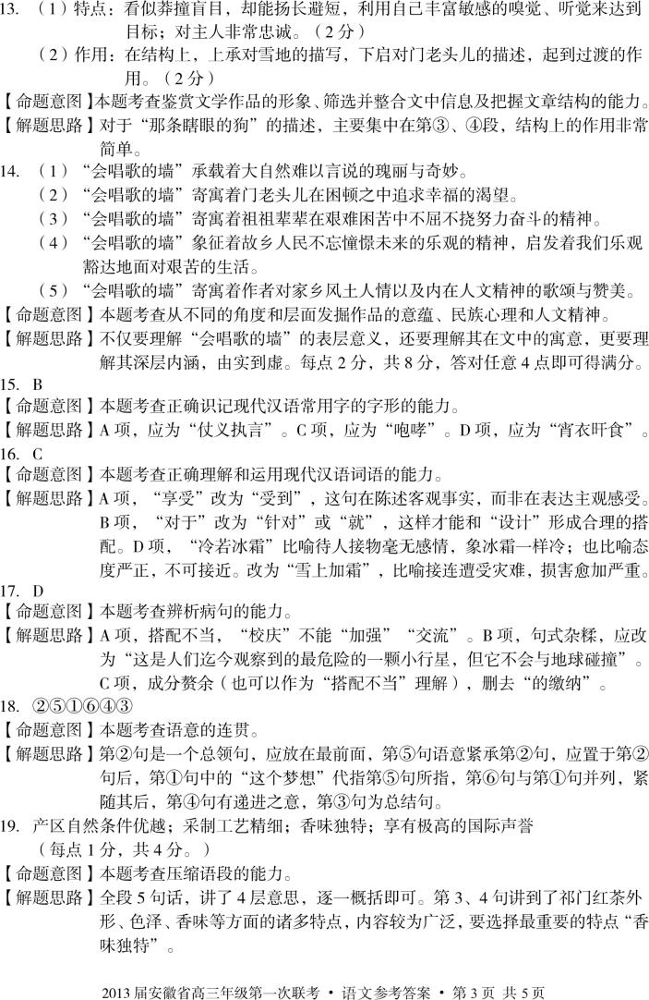 13. （1）特点：看似莽撞盲目，却能扬长避短，利用自己丰富敏感的嗅觉、听觉来达到
目标；对主人非常忠诚。（2分）
（2）作用：在结构上，上承对雪地的描写，下启对门老头儿的描述，起到过渡的作
用。（2分）
【命题意图】本题考查鉴赏文学作品的形象、筛选并整合文中信息及把握文章结构的能力。
【解题思路】对于“那条瞎眼的狗”的描述，主要集中在第③、④段，结构上的作用非常
简单。
14. （1）“会唱歌的墙”承载着大自然难以言说的瑰丽与奇妙。
（2）“会唱歌的墙”寄寓着门老头儿在困顿之中追求幸福的渴望。
（3）“会唱歌的墙”寄寓着祖祖辈辈在艰难困苦中不屈不挠努力奋斗的精神。
（4）“会唱歌的墙”象征着故乡人民不忘憧憬未来的乐观的精神，启发着我们乐观
豁达地面对艰苦的生活。
（5）“会唱歌的墙”寄寓着作者对家乡风土人情以及内在人文精神的歌颂与赞美。
【命题意图】本题考查从不同的角度和层面发掘作品的意蕴、民族心理和人文精神。
【解题思路】不仅要理解“会唱歌的墙”的表层意义，还要理解其在文中的寓意，更要理
解其深层内涵，由实到虚。每点2分，共8分，答对任意4点即可得满分。
15. B
【命题意图】本题考查正确识记现代汉语常用字的字形的能力。
【解题思路】A项，应为“仗义执言”。C项，应为“咆哮”。D项，应为“宵衣旰食”。
16. C
【命题意图】本题考查正确理解和运用现代汉语词语的能力。
【解题思路】A项，“享受”改为“受到”，这句在陈述客观事实，而非在表达主观感受。
B项，“对于”改为“针对”或“就”，这样才能和“设计”形成合理的搭
配。D项，“冷若冰霜”比喻待人接物毫无感情，象冰霜一样冷；也比喻态
度严正，不可接近。改为“雪上加霜”，比喻接连遭受灾难，损害愈加严重。
17. D
【命题意图】本题考查辨析病句的能力。
【解题思路】A项，搭配不当，“校庆”不能“加强”“交流”。B项，句式杂糅，应改
为“这是人们迄今观察到的最危险的一颗小行星，但它不会与地球碰撞”。
C项，成分赘余（也可以作为“搭配不当”理解），删去“的缴纳”。
18. ②⑤①⑥④③
【命题意图】本题考查语意的连贯。
【解题思路】第②句是一个总领句，应放在最前面，第⑤句语意紧承第②句，应置于第②
句后，第①句中的“这个梦想”代指第⑤句所指，第⑥句与第①句并列，紧
随其后，第④句有递进之意，第③句为总结句。
19. 产区自然条件优越；采制工艺精细；香味独特；享有极高的国际声誉
（每点1分，共4分。）
【命题意图】本题考查压缩语段的能力。
【解题思路】全段5句话，讲了4层意思，逐一概括即可。第3、4句讲到了祁门红茶外
形、色泽、香味等方面的诸多特点，内容较为广泛，要选择最重要的特点“香
味独特”。
2013届安徽省高三年级第一次联考·语文参考答案·第3页 共5页